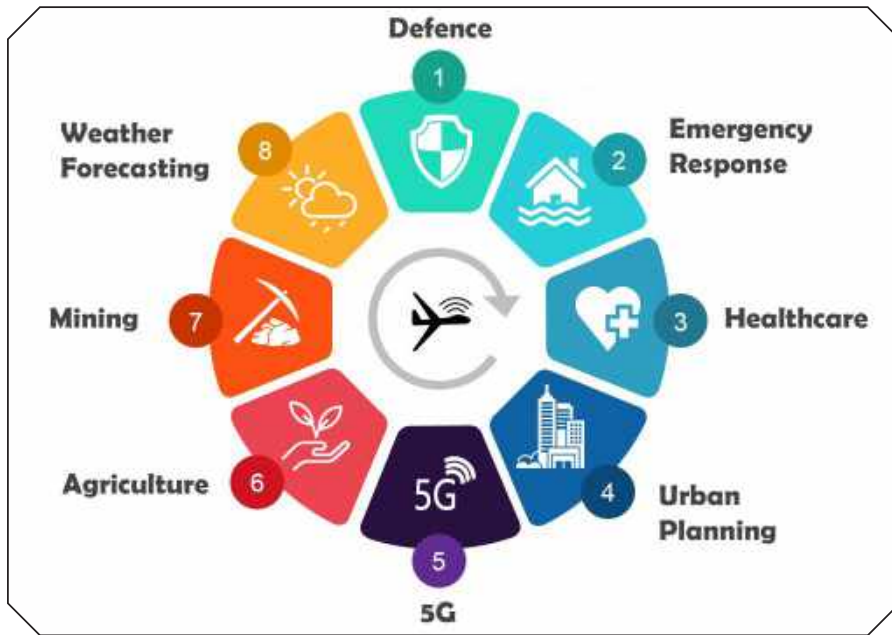 Defence
1
Emergency
Response
2
Healthcare
3
Urban
Planning
4
5G
5
5G
Agriculture
6
Mining
7
Weather
Forecasting
8